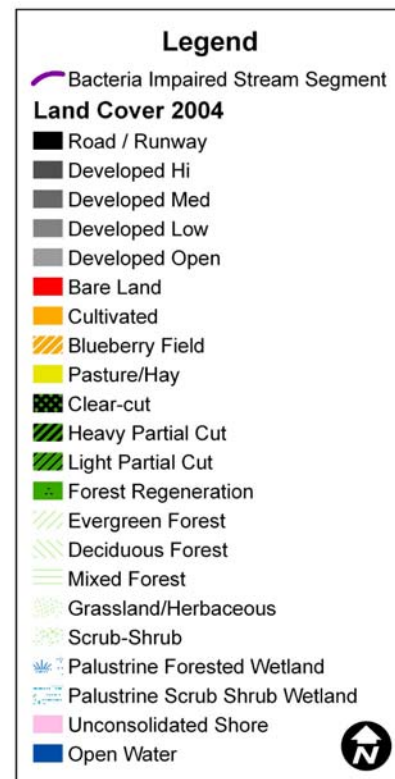 Legend
Bacteria Impaired Stream Segment
Land Cover 2004
Road / Runway
Developed Hi
Developed Med
Developed Low
Developed Open
Bare Land
Cultivated
Blueberry Field
Pasture/Hay
Clear-cut
Heavy Partial Cut
Light Partial Cut
Forest Regeneration
Evergreen Forest
Deciduous Forest
Mixed Forest
Grassland/Herbaceous
Scrub-Shrub
Palustrine Forested Wetland
Palustrine Scrub Shrub Wetland
Unconsolidated Shore
Open Water
N